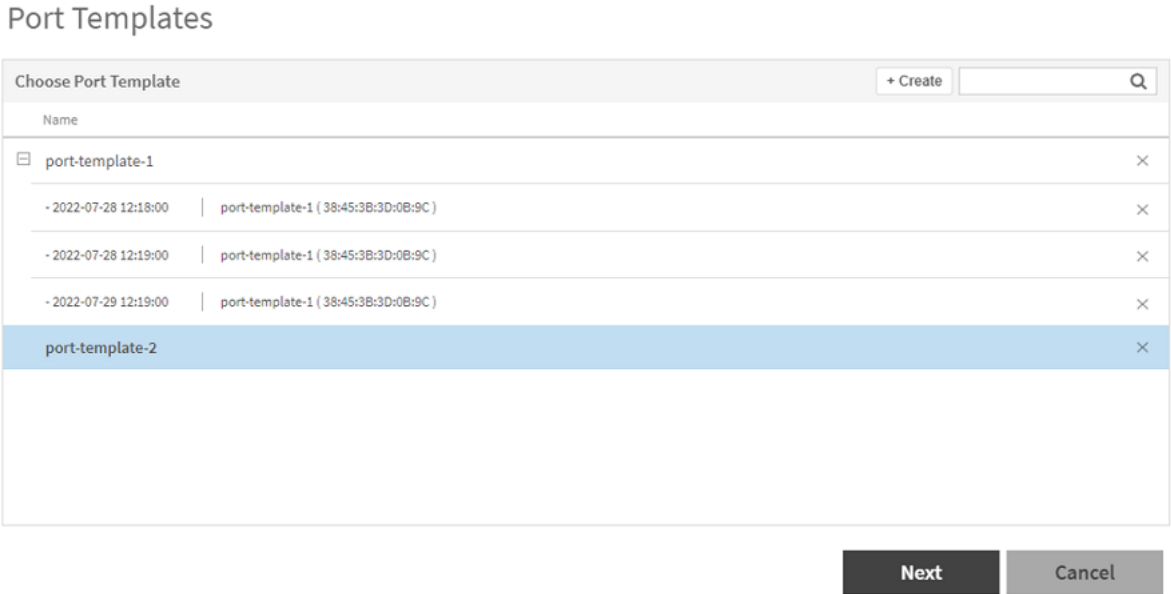 Port Templates
Choose Port Template
+ Create
Name
port-template-1
- 2022-07-28 12:18:00 port-template-1 ( 38:45:3B:3D:0B:9C )
- 2022-07-28 12:19:00 port-template-1 ( 38:45:3B:3D:0B:9C )
- 2022-07-29 12:19:00 port-template-1 ( 38:45:3B:3D:0B:9C )
port-template-2
Next Cancel